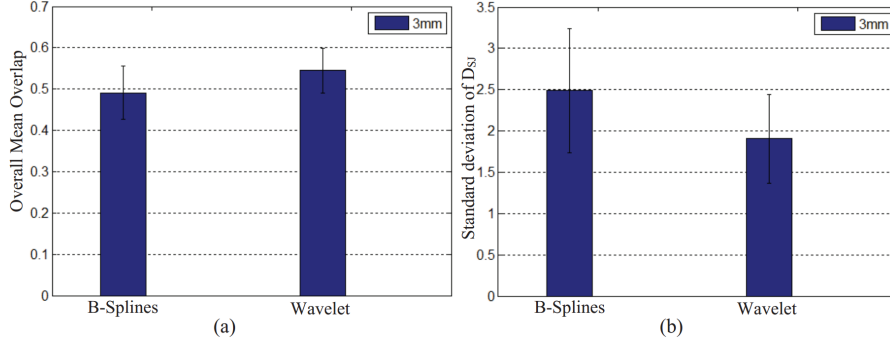 0.7
0.6
0.5
0.4
0.3
0.2
0.1
0
Overall Mean Overlap
3mm
B-Splines
Wavelet
(a)
3.5
3
2.5
2
1.5
1
0.5
0
Standard deviation of DSJ
3mm
B-Splines
Wavelet
(b)